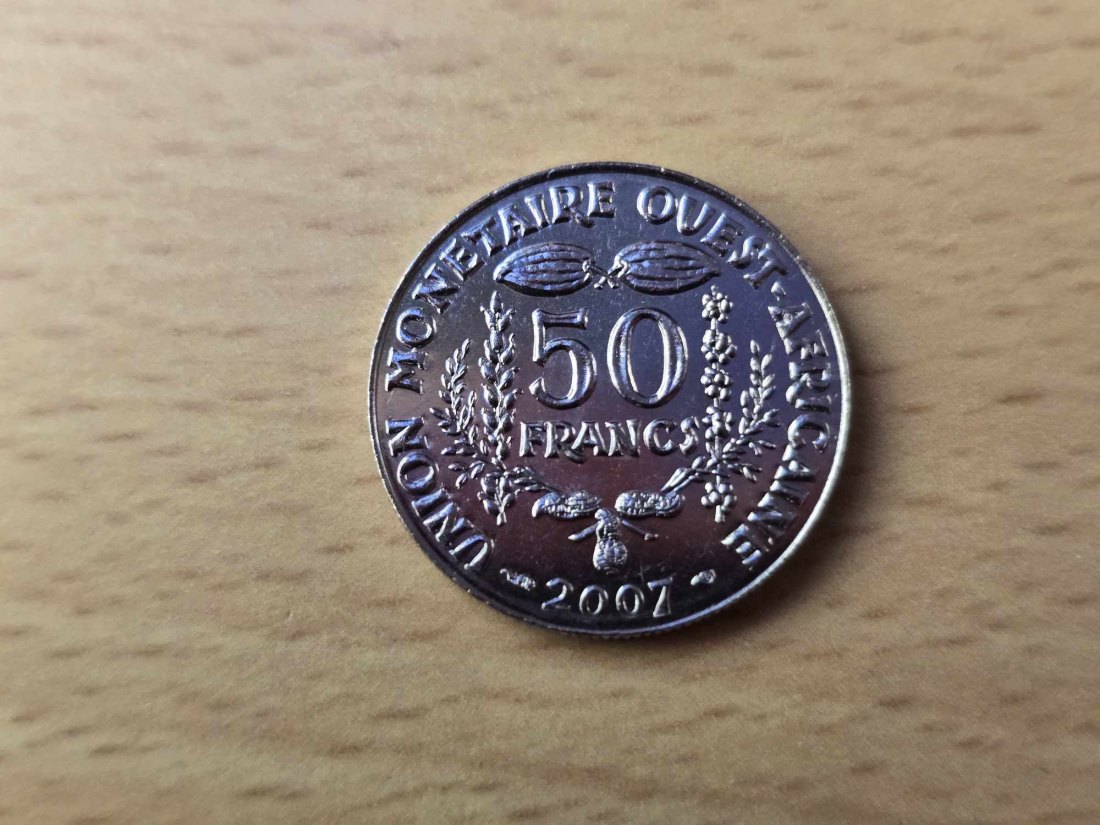 UNION MONETAIRE OUEST-AFRICAINE
50
FRANCS
2007